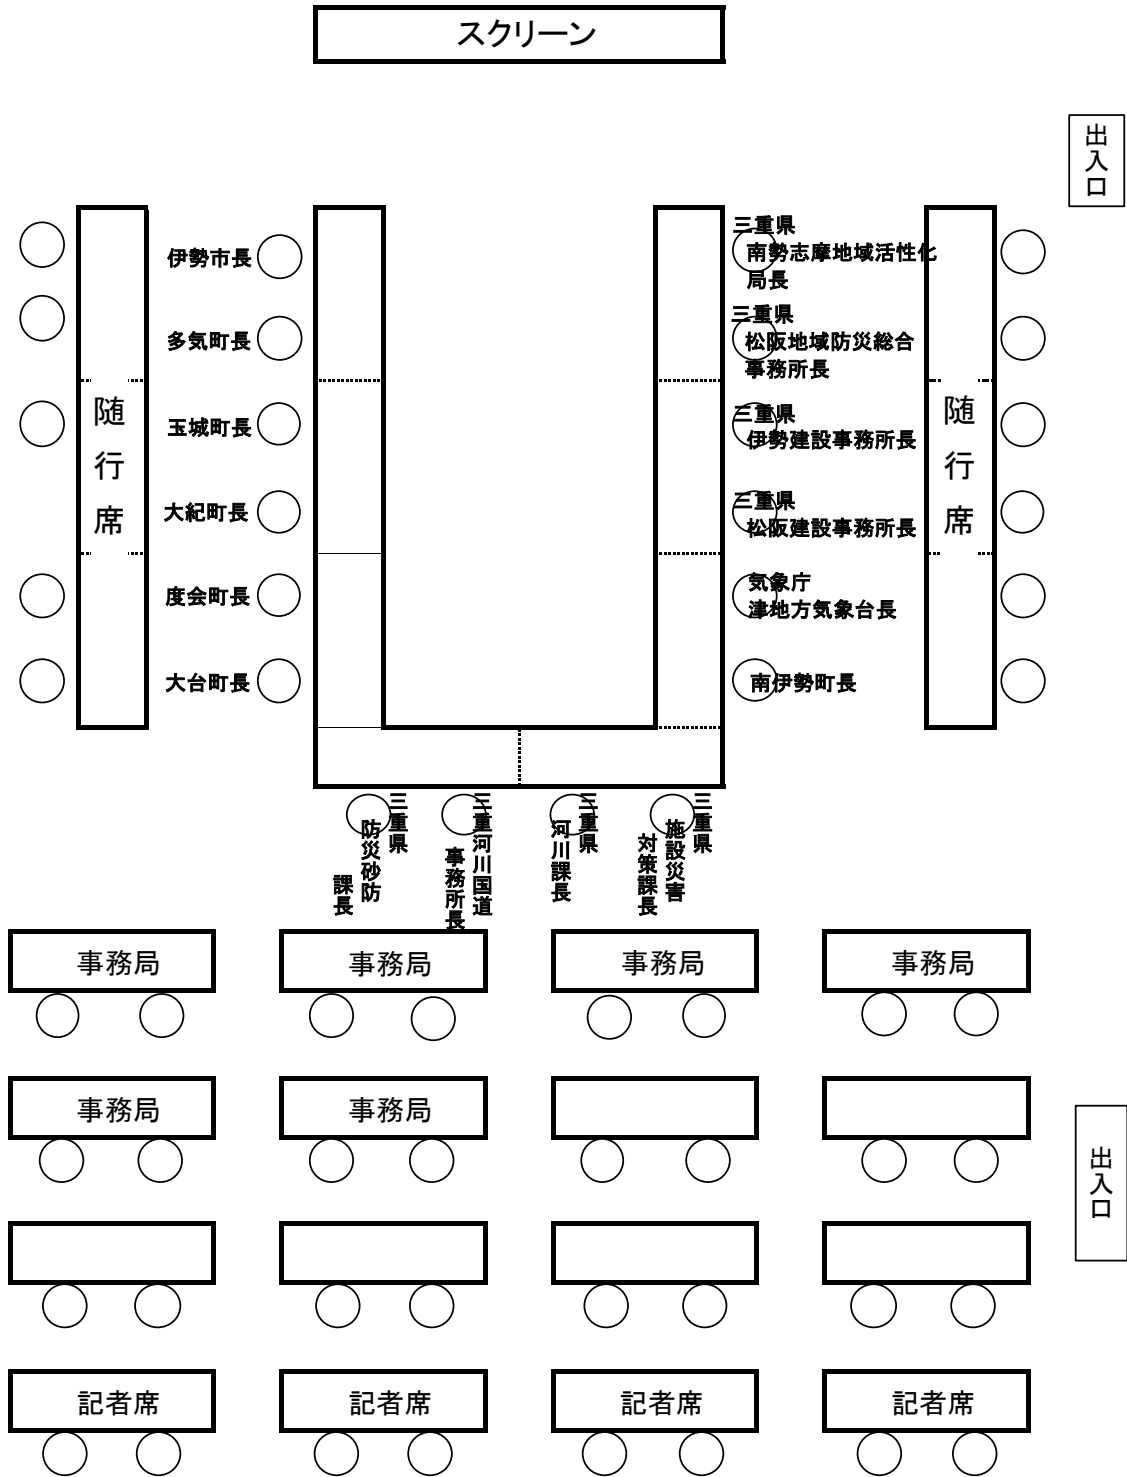 スクリーン
出入口
伊勢市長
多気町長
玉城町長
大紀町長
度会町長
大台町長
随行席
三重県
南勢志摩地域活性化
局長
三重県
松阪地域防災総合
事務所長
三重県
伊勢建設事務所長
三重県
松阪建設事務所長
気象庁
津地方気象台長
南伊勢町長
随行席
三重県
防災砂防
課長
三重河川国道
事務所長
三重県
河川課長
三重県
施設災害
対策課長
事務局
事務局
事務局
事務局
事務局
事務局
出入口
記者席
記者席
記者席
記者席